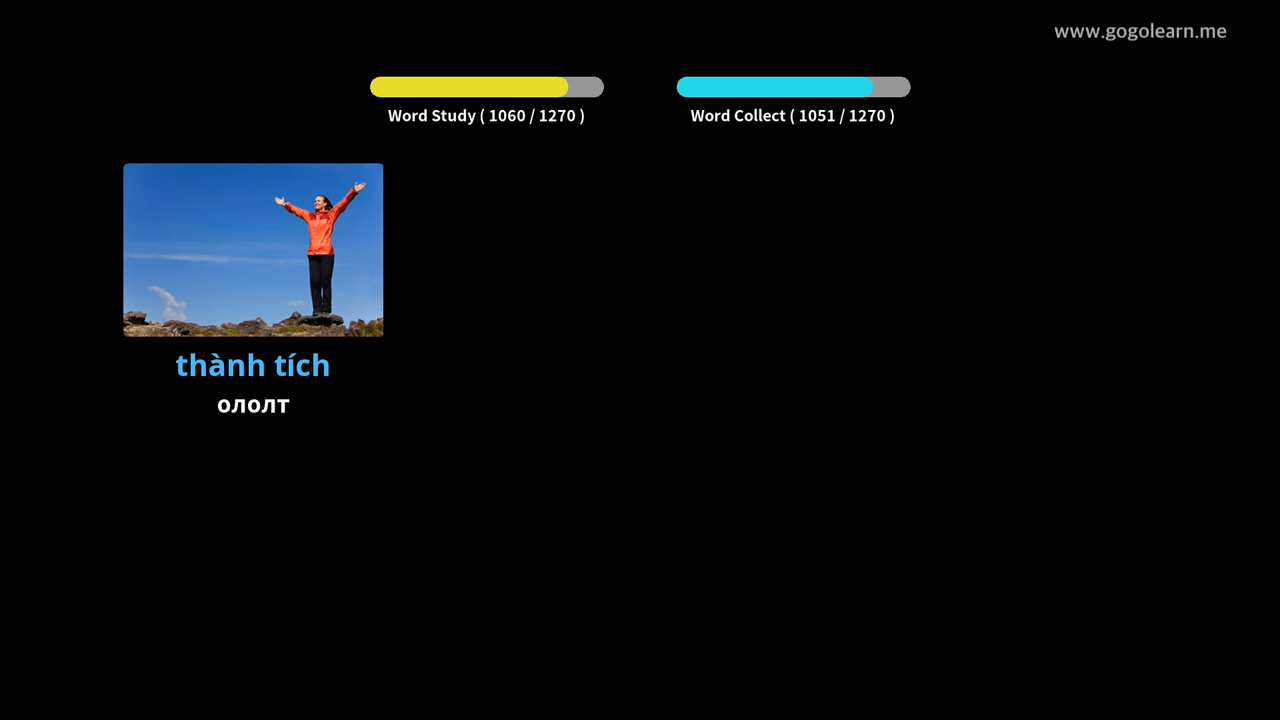 www.gogolearn.me
Word Study ( 1060 / 1270 )
Word Collect ( 1051 / 1270 )
thành tích
ололт